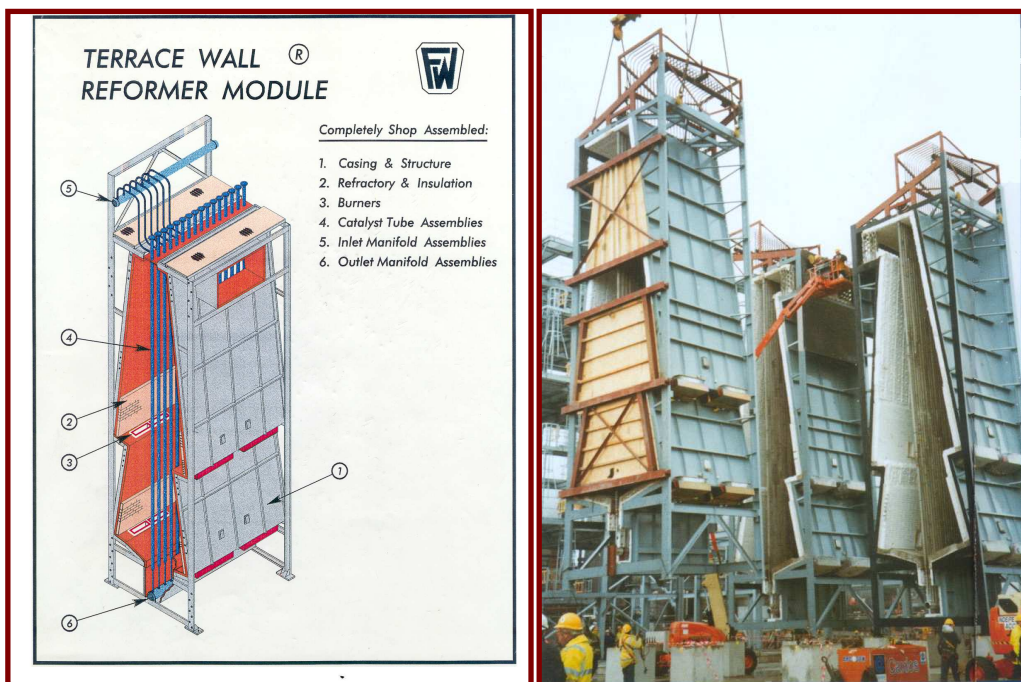 TERRACE WALL ®
REFORMER MODULE
FW
Completely Shop Assembled:
1. Casing & Structure
2. Refractory & Insulation
3. Burners
4. Catalyst Tube Assemblies
5. Inlet Manifold Assemblies
6. Outlet Manifold Assemblies
5
4
2
3
1
6